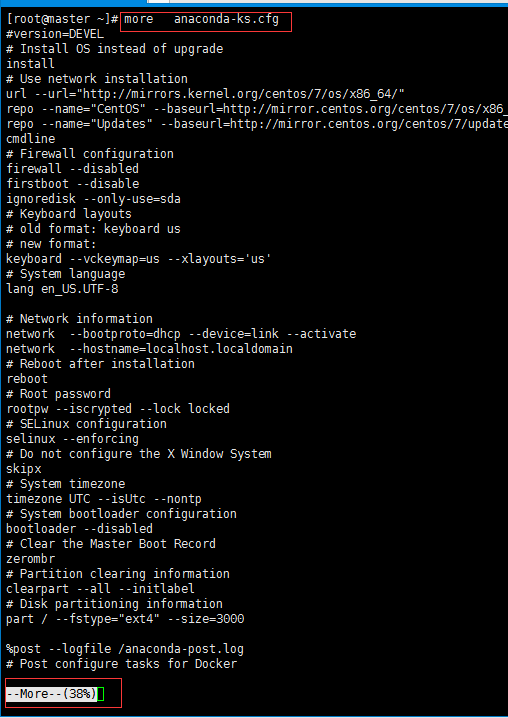 [root@master ~]# more   anaconda-ks.cfg
#version=DEVEL
# Install OS instead of upgrade
install
# Use network installation
url --url="http://mirrors.kernel.org/centos/7/os/x86_64/"
repo --name="CentOS" --baseurl=http://mirror.centos.org/centos/7/os/x86_
repo --name="Updates" --baseurl=http://mirror.centos.org/centos/7/update
cmdline
# Firewall configuration
firewall --disabled
firstboot --disable
ignoredisk --only-use=sda
# Keyboard layouts
# old format: keyboard us
# new format:
keyboard --vckeymap=us --xlayouts='us'
# System language
lang en_US.UTF-8

# Network information
network  --bootproto=dhcp --device=link --activate
network  --hostname=localhost.localdomain
# Reboot after installation
reboot
# Root password
rootpw --iscrypted --lock locked
# SELinux configuration
selinux --enforcing
# Do not configure the X Window System
skipx
# System timezone
timezone UTC --isUtc --nontp
# System bootloader configuration
bootloader --disabled
# Clear the Master Boot Record
zerombr
# Partition clearing information
clearpart --all --initlabel
# Disk partitioning information
part / --fstype="ext4" --size=3000

%post --logfile /anaconda-post.log
# Post configure tasks for Docker

--More--(38%)